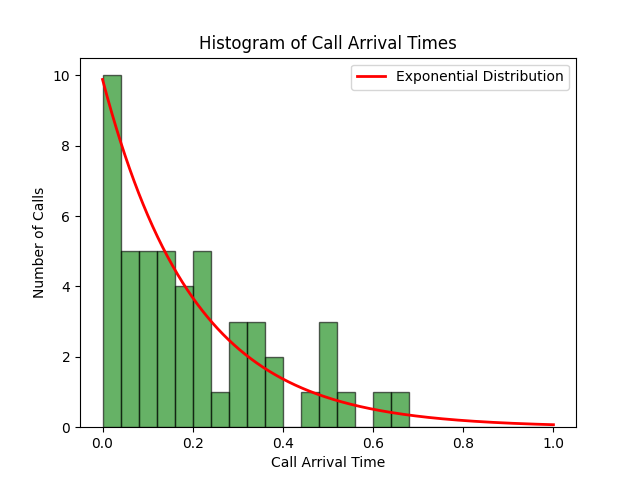 Histogram of Call Arrival Times
Exponential Distribution
Number of Calls
10
8
6
4
2
0
0.0 0.2 0.4 0.6 0.8 1.0
Call Arrival Time